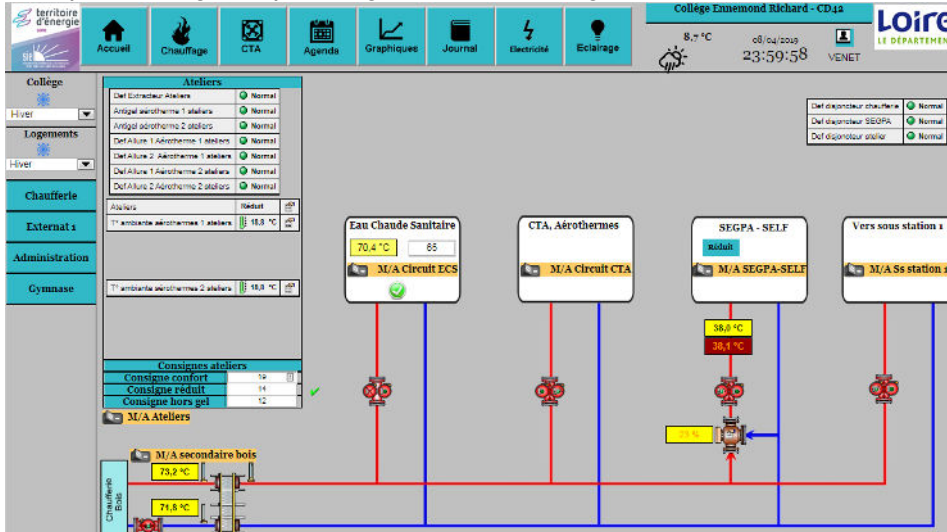 territoire d'énergie
SIEL
Accueil
Chauffage
CTA
Agenda
Graphiques
Journal
Electricité
Eclairage
Collège Ennemond Richard - CD42
8,7 °C
08/04/2019
23:59:58
VENET
Loire
LE DÉPARTEMENT
Collège
Hiver
Logements
Hiver
Chaufferie
Externat 1
Administration
Gymnase
Ateliers
Def Extracteur Ateliers Normal
Antigel aérotherme 1 ateliers Normal
Antigel aérotherme 2 ateliers Normal
Def Allure 1 Aérotherme 1 ateliers Normal
Def Allure 2 Aérotherme 1 ateliers Normal
Def Allure 1 Aérotherme 2 ateliers Normal
Def Allure 2 Aérotherme 2 ateliers Normal
Ateliers Réduit
T° ambiante aérothermes 1 ateliers 18,8 °C
T° ambiante aérothermes 2 ateliers 18,8 °C
Consignes ateliers
Consigne confort 19
Consigne réduit 14
Consigne hors gel 12
M/A Ateliers
Def disjoncteur chaufferie Normal
Def disjoncteur SEGPA Normal
Def disjoncteur atelier Normal
Eau Chaude Sanitaire
70,4 °C 65
M/A Circuit ECS
CTA, Aérothermes
M/A Circuit CTA
SEGPA - SELF
Réduit
M/A SEGPA-SELF
Vers sous station 1
M/A Ss station 1
38,0 °C
38,1 °C
23 %
M/A secondaire bois
73,2 °C
71,8 °C
Chaufferie
Bois